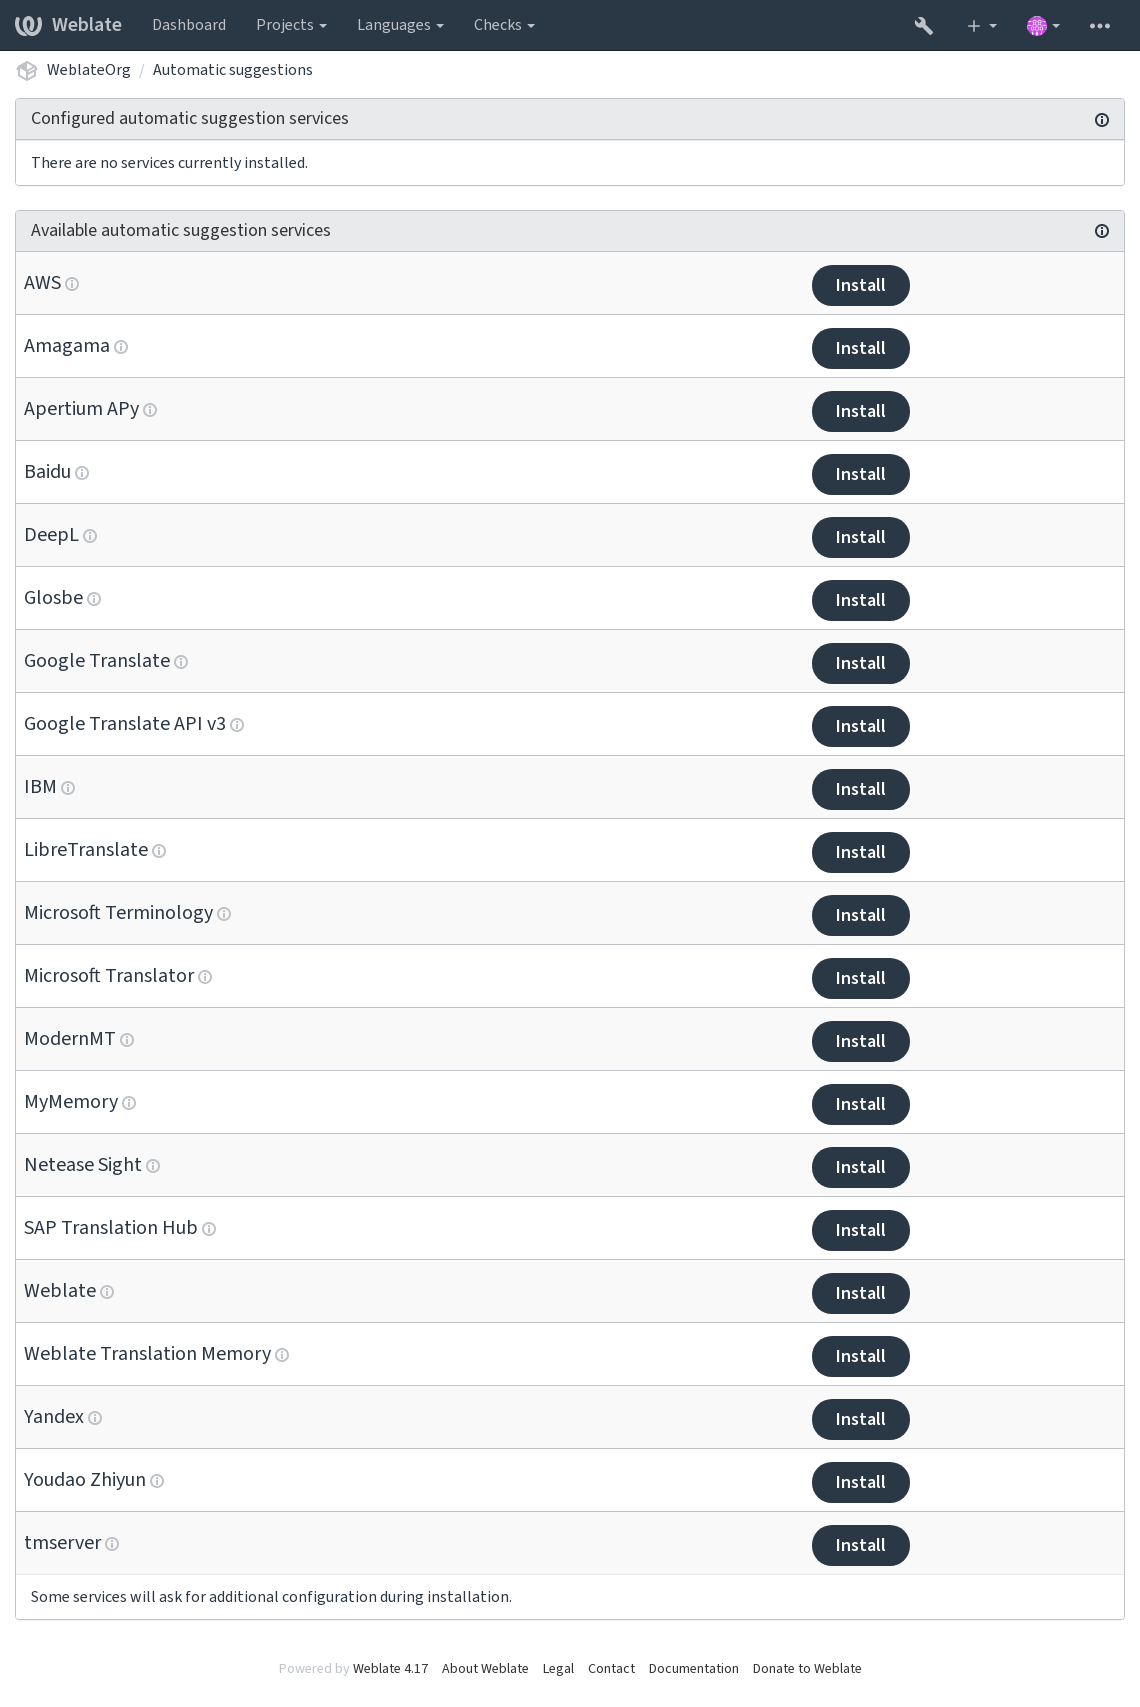 Weblate Dashboard Projects Languages Checks
WeblateOrg / Automatic suggestions
Configured automatic suggestion services
There are no services currently installed.
Available automatic suggestion services
AWS Install
Amagama Install
Apertium APy Install
Baidu Install
DeepL Install
Glosbe Install
Google Translate Install
Google Translate API v3 Install
IBM Install
LibreTranslate Install
Microsoft Terminology Install
Microsoft Translator Install
ModernMT Install
MyMemory Install
Netease Sight Install
SAP Translation Hub Install
Weblate Install
Weblate Translation Memory Install
Yandex Install
Youdao Zhiyun Install
tmserver Install
Some services will ask for additional configuration during installation.
Powered by Weblate 4.17 About Weblate Legal Contact Documentation Donate to Weblate